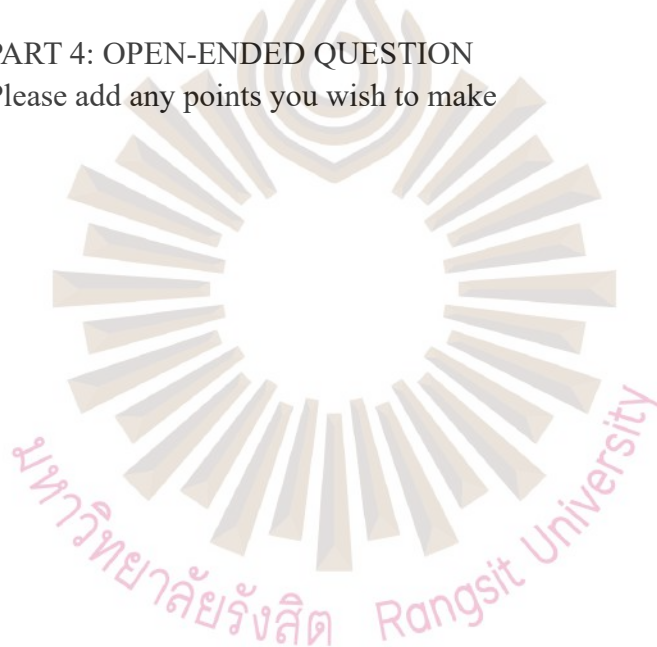 PART 4: OPEN-ENDED QUESTION
Please add any points you wish to make
มหาวิทยาลัยรังสิต Rangsit University